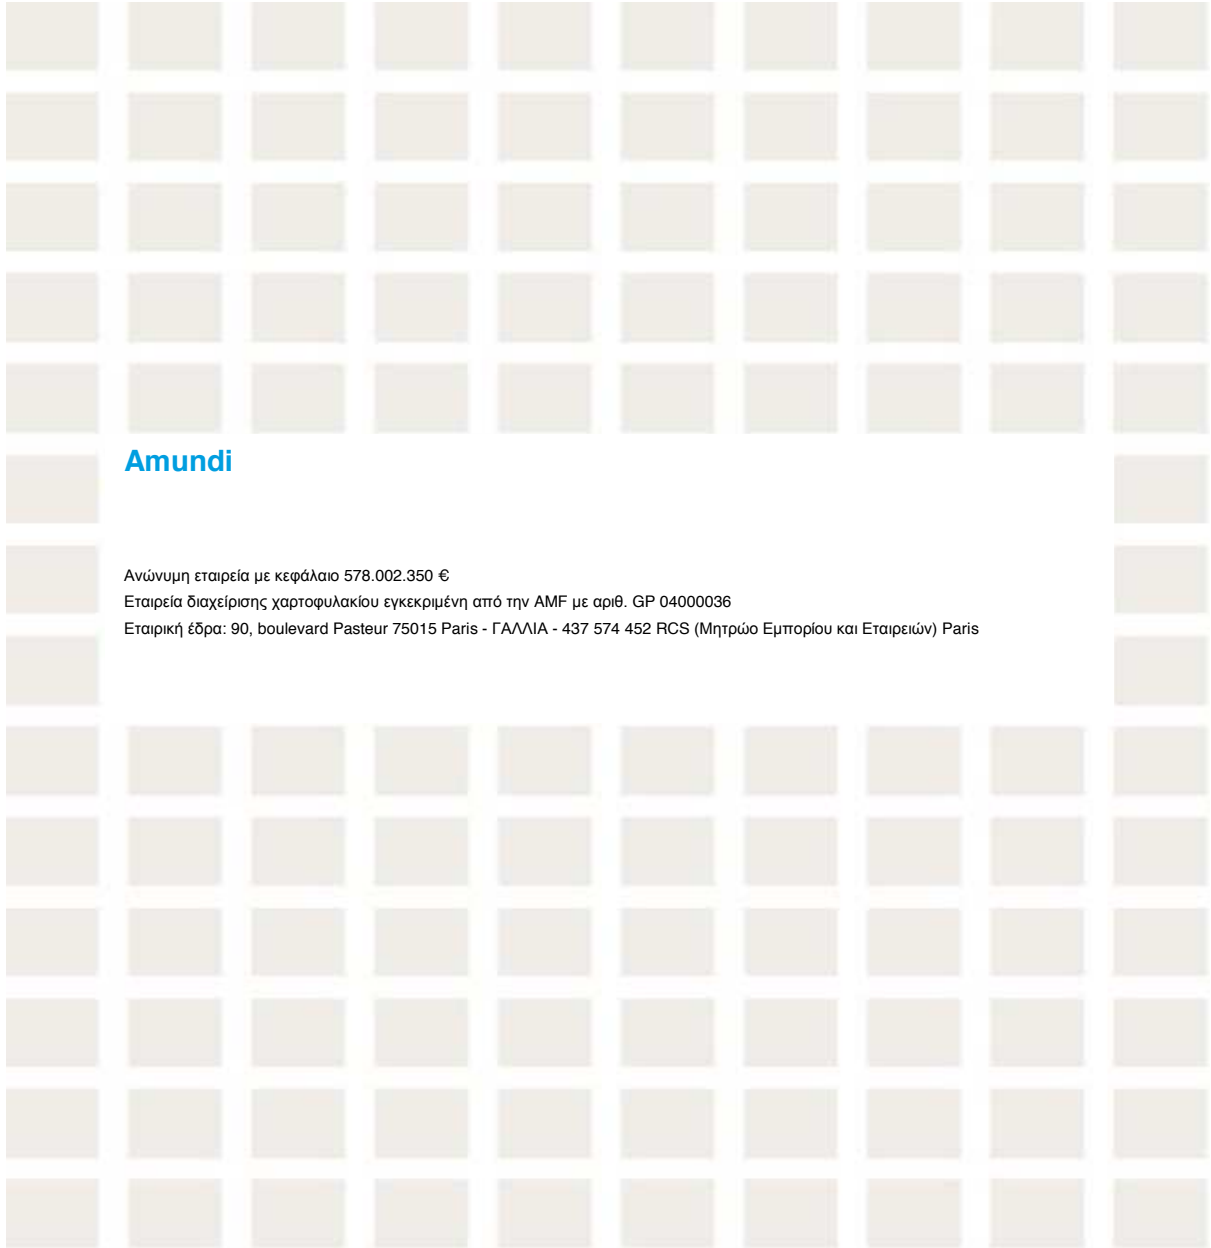 Amundi
Ανώνυμη εταιρεία με κεφάλαιο 578.002.350 €
Εταιρεία διαχείρισης χαρτοφυλακίου εγκεκριμένη από την AMF με αριθ. GP 04000036
Εταιρική έδρα: 90, boulevard Pasteur 75015 Paris - ΓΑΛΛΙΑ - 437 574 452 RCS (Μητρώο Εμπορίου και Εταιρειών) Paris